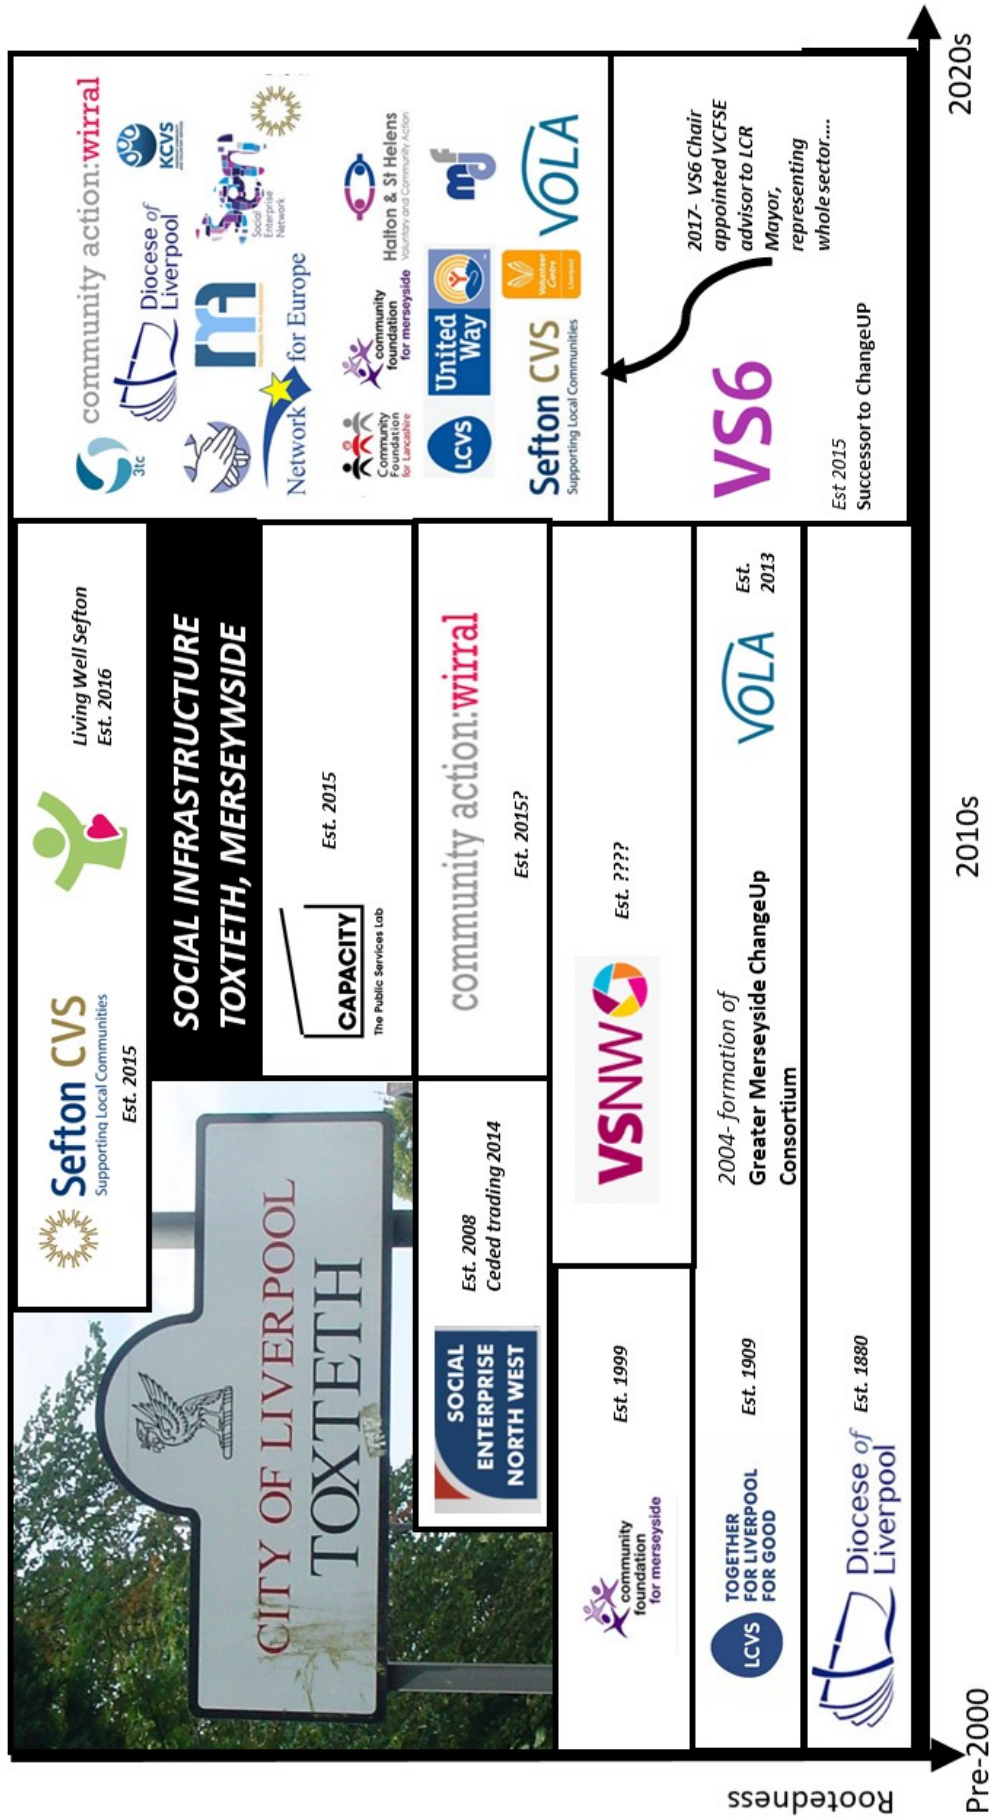 Sefton CVS
Supporting Local Communities
Est. 2015
Living Well Sefton
Est. 2016
CITY OF LIVERPOOL
TOXTETH
SOCIAL INFRASTRUCTURE
TOXTETH, MERSEYWSIDE
CAPACITY
The Public Services Lab
Est. 2015
SOCIAL
ENTERPRISE
NORTH WEST
Est. 2008
Ceded trading 2014
community action:wirral
Est. 2015?
community
foundation
for merseyside
Est. 1999
VSNW
Est. ????
LCVS
TOGETHER
FOR LIVERPOOL
FOR GOOD
Est. 1909
2004- formation of
Greater Merseyside ChangeUp
Consortium
VOLA
Est.
2013
Diocese of
Liverpool
Est. 1880
3tc
community action:wirral
Diocese of
Liverpool
KCVS
Social
Enterprise
Network
Network for Europe
Community
Foundation
for Lancashire
community
foundation
for merseyside
Halton & St Helens
Voluntary and Community Action
LCVS
United
Way
mdf
Sefton CVS
Supporting Local Communities
Volunteer
Centre
Liverpool
VOLA
VS6
Est 2015
Successor to ChangeUP
2017- VS6 Chair
appointed VCFSE
advisor to LCR
Mayor,
representing
whole sector....
Rootedness
Pre-2000
2010s
2020s